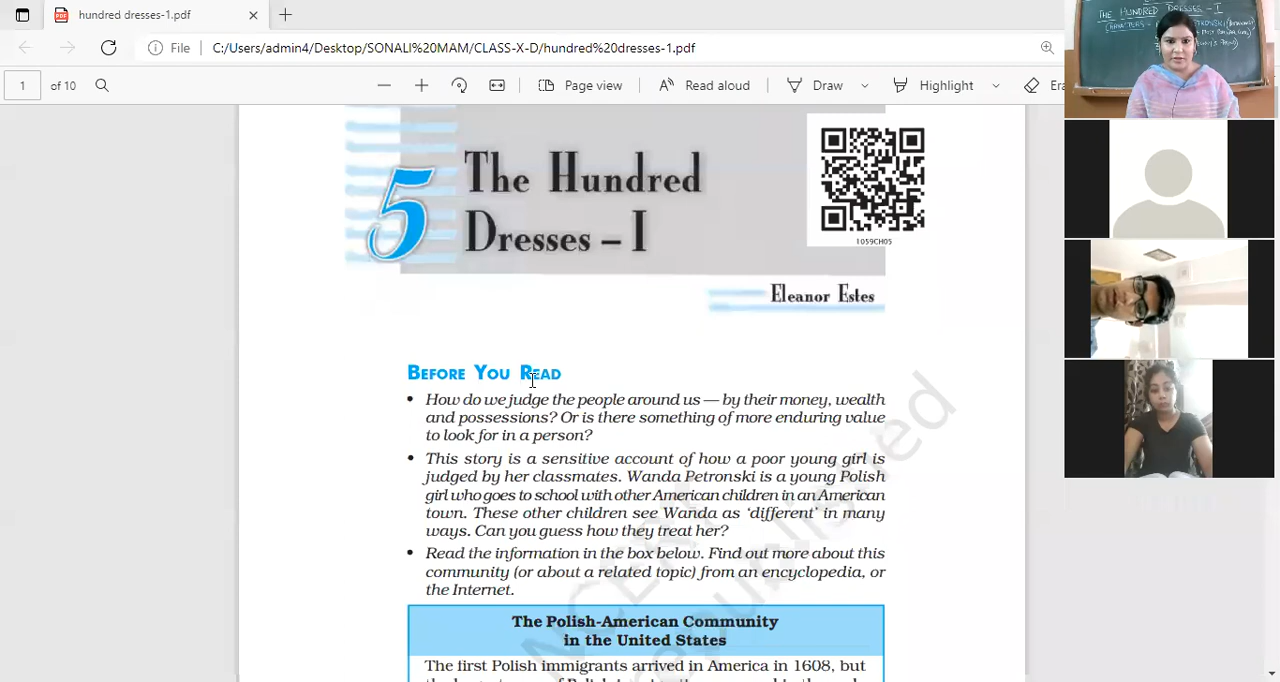 hundred dresses-1.pdf
File
C:/Users/admin4/Desktop/SONALI%20MAM/CLASS-X-D/hundred%20dresses-1.pdf
1 of 10
Page view
Read aloud
Draw
Highlight
Era
THE HUNDRED DRESSES - I
CHARACTERS -
5
The Hundred
Dresses – I
1059CH05
Eleanor Estes
BEFORE YOU READ
• How do we judge the people around us — by their money, wealth
and possessions? Or is there something of more enduring value
to look for in a person?
• This story is a sensitive account of how a poor young girl is
judged by her classmates. Wanda Petronski is a young Polish
girl who goes to school with other American children in an American
town. These other children see Wanda as ‘different’ in many
ways. Can you guess how they treat her?
• Read the information in the box below. Find out more about this
community (or about a related topic) from an encyclopedia, or
the Internet.
The Polish-American Community
in the United States
The first Polish immigrants arrived in America in 1608, but
NCERT
republished